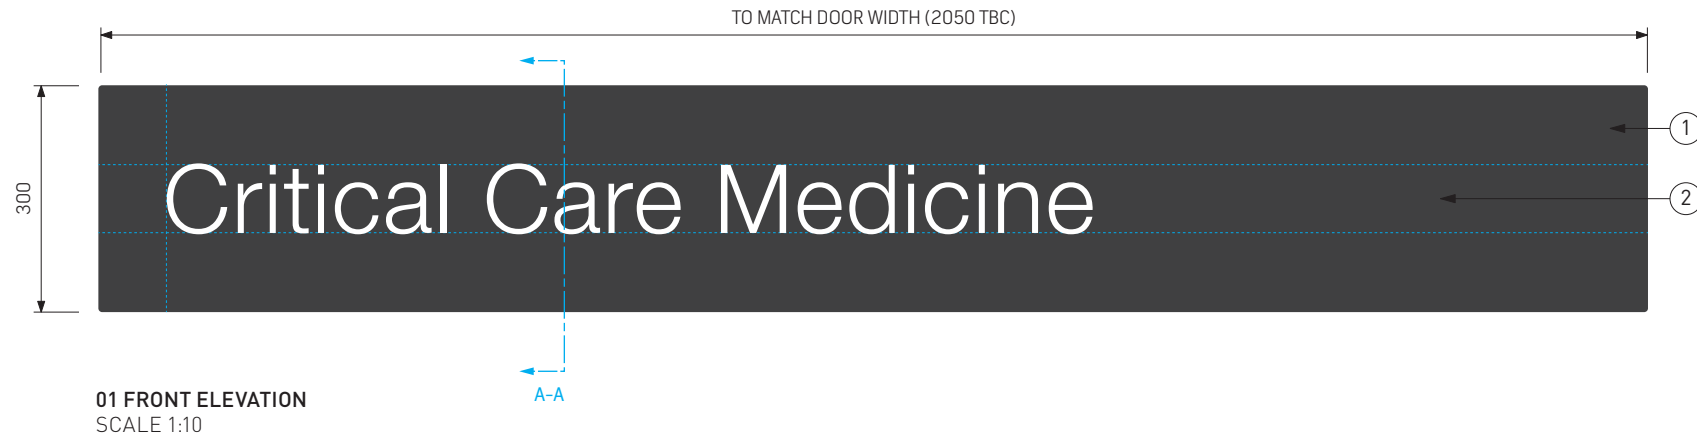 TO MATCH DOOR WIDTH (2050 TBC)
1
300
Critical Care Medicine
2
A-A
01 FRONT ELEVATION
SCALE 1:10